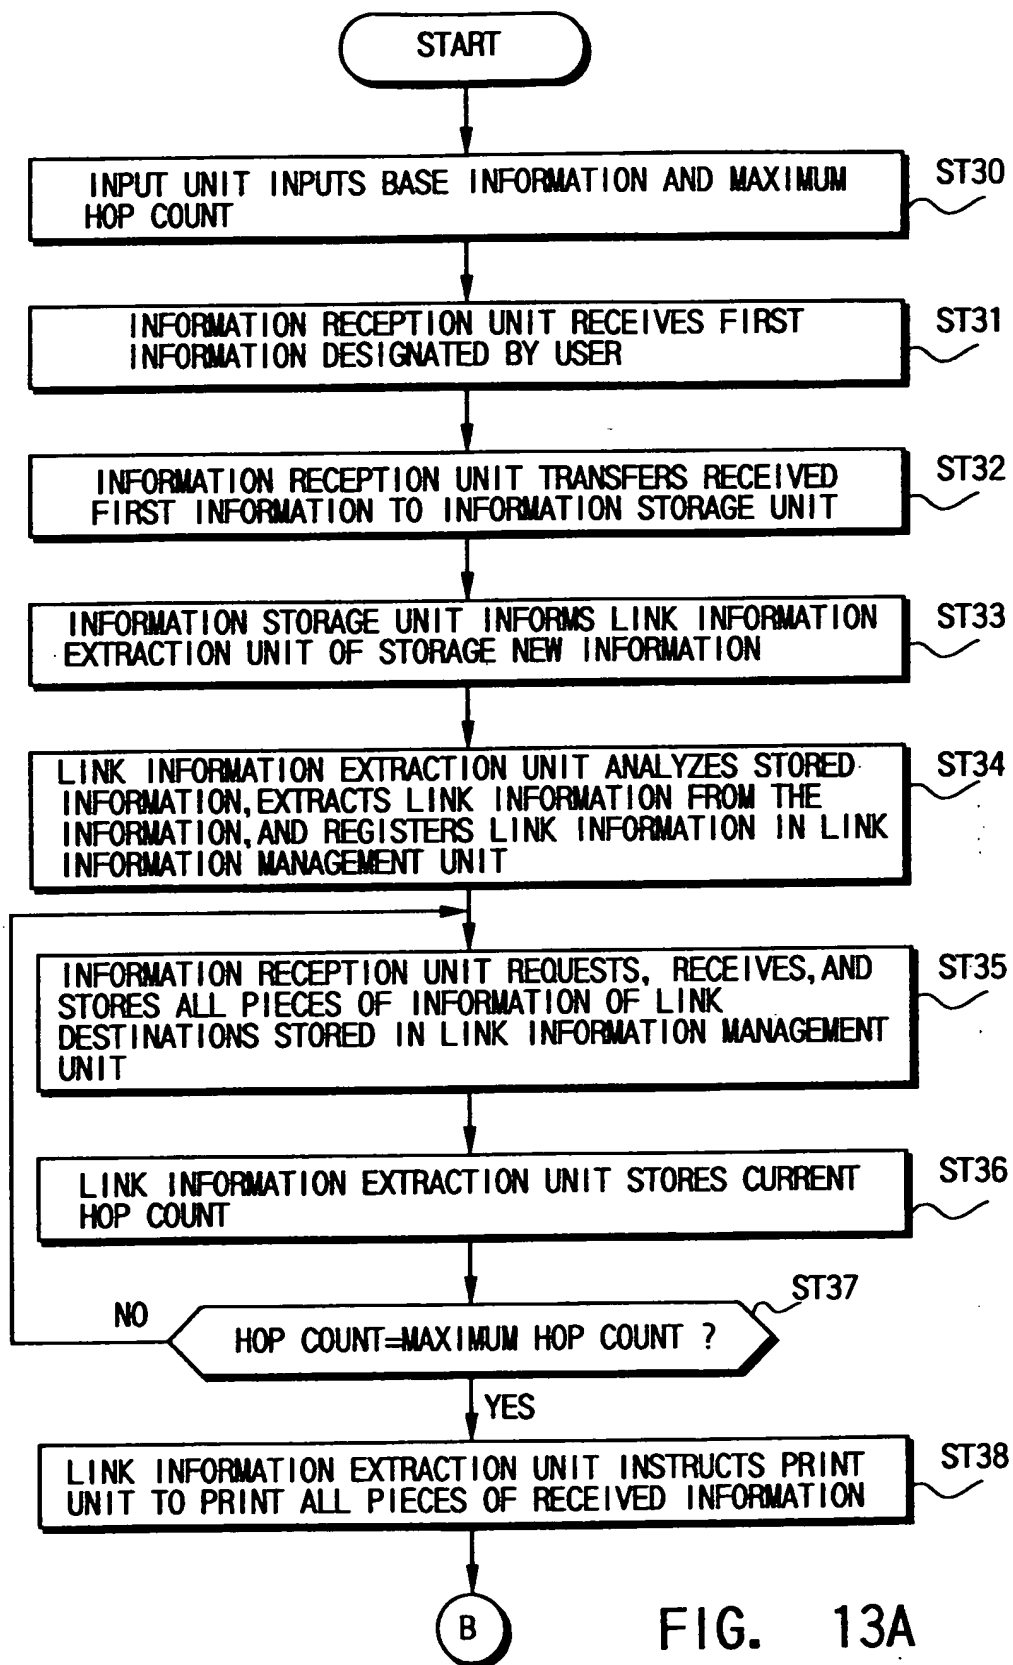 START
INPUT UNIT INPUTS BASE INFORMATION AND MAXIMUM
HOP COUNT
ST30
INFORMATION RECEPTION UNIT RECEIVES FIRST
INFORMATION DESIGNATED BY USER
ST31
INFORMATION RECEPTION UNIT TRANSFERS RECEIVED
FIRST INFORMATION TO INFORMATION STORAGE UNIT
ST32
INFORMATION STORAGE UNIT INFORMS LINK INFORMATION
EXTRACTION UNIT OF STORAGE NEW INFORMATION
ST33
LINK INFORMATION EXTRACTION UNIT ANALYZES STORED
INFORMATION, EXTRACTS LINK INFORMATION FROM THE
INFORMATION, AND REGISTERS LINK INFORMATION IN LINK
INFORMATION MANAGEMENT UNIT
ST34
INFORMATION RECEPTION UNIT REQUESTS, RECEIVES, AND
STORES ALL PIECES OF INFORMATION OF LINK
DESTINATIONS STORED IN LINK INFORMATION MANAGEMENT
UNIT
ST35
LINK INFORMATION EXTRACTION UNIT STORES CURRENT
HOP COUNT
ST36
NO
HOP COUNT=MAXIMUM HOP COUNT ?
ST37
YES
LINK INFORMATION EXTRACTION UNIT INSTRUCTS PRINT
UNIT TO PRINT ALL PIECES OF RECEIVED INFORMATION
ST38
B
FIG. 13A